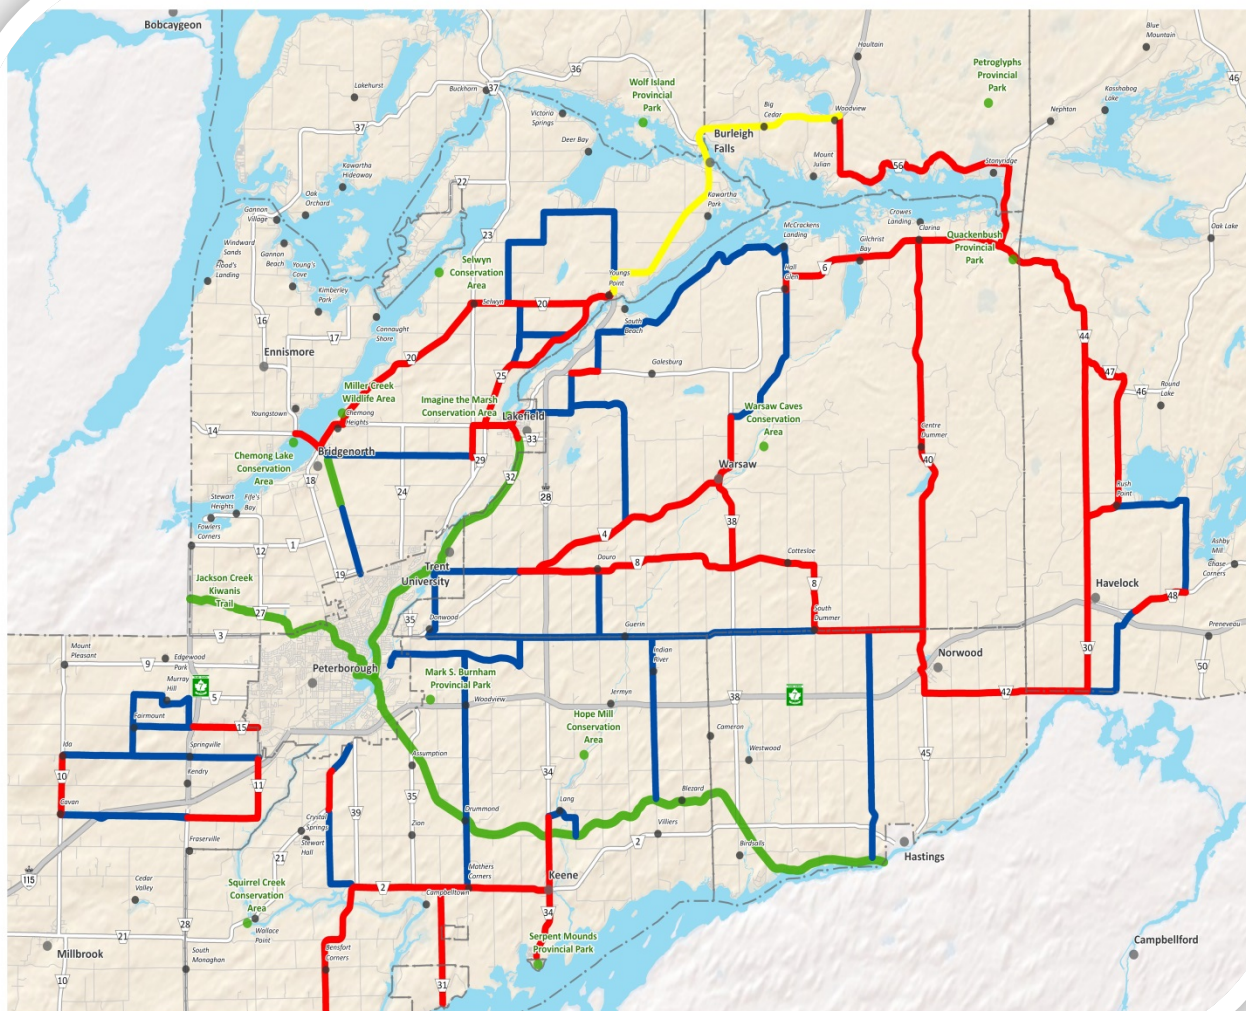 Bobcaygeon
Blue
Mountain
Haultain
Petroglyphs
Provincial
Park
36
46
Wolf Island
Provincial
Park
Lakehurst
Buckhorn
37
Kasshabog
Lake
Big
Cedar
Woodview
Nephton
Victoria
Springs
37
Burleigh
Falls
Deer Bay
Mount
Julian
56
Stonyridge
Kawartha
Hideaway
22
Oak
Orchard
Kawartha
Park
Gannon
Village
McCrackens
Landing
Crowes
Landing
Clarina
23
Windward
Sands
Gannon
Beach
Quackenbush
Provincial
Park
Gilchrist
Bay
Oak Lake
Flood's
Landing
Young's
Cove
Selwyn
Conservation
Area
Youngs
Point
Hall
Glen
6
Kimberley
Park
Selwyn
20
16
South
Beach
Connaught
Shore
17
44
Ennismore
20
Galesburg
25
47
46
Round
Lake
Miller Creek
Wildlife Area
Imagine the Marsh
Conservation Area
Youngstown
Chemong
Heights
Lakefield
Warsaw Caves
Conservation
Area
14
33
Centre
Dummer
Chemong Lake
Conservation
Area
Bridgenorth
29
40
Warsaw
18
32
24
28
Stewart
Heights
Fife's
Bay
Rush
Point
Fowlers
Corners
38
4
12
1
Ashby
Mill
Trent
University
Douro
8
Cottesloe
Chase
Corners
19
Jackson Creek
Kiwanis
Trail
8
Havelock
27
48
35
Donwood
South
Dummer
Guerin
3
Preneveau
Mount
Pleasant
9
Edgewood
Park
Indian
River
30
Norwood
50
Peterborough
Mark S. Burnham
Provincial Park
Murray
Hill
5
Woodview
Jermyn
38
42
Fairmount
15
Hope Mill
Conservation
Area
Cameron
Ida
Springville
Westwood
45
Assumption
10
Kendry
11
34
35
Blezard
Cavan
39
Drummond
Lang
Crystal
Springs
Zion
Villiers
Fraserville
Stewart
Hall
2
21
Birdsalls
Hastings
115
Mathers
Corners
Cedar
Valley
Squirrel Creek
Conservation
Area
2
Campbelltown
Keene
28
34
Wallace
Point
21
Serpent Mounds
Provincial Park
Campbellford
Millbrook
South
Monaghan
Bensfort
Corners
10
31